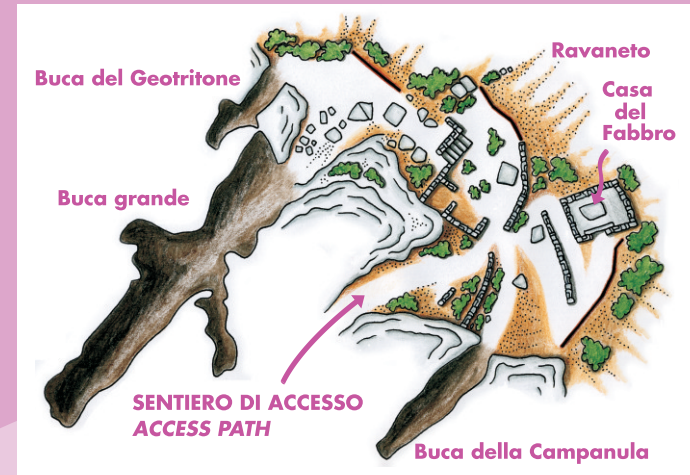 Ravaneto
Buca del Geotritone
Casa
del
Fabbro
Buca grande
SENTIERO DI ACCESSO
ACCESS PATH
Buca della Campanula